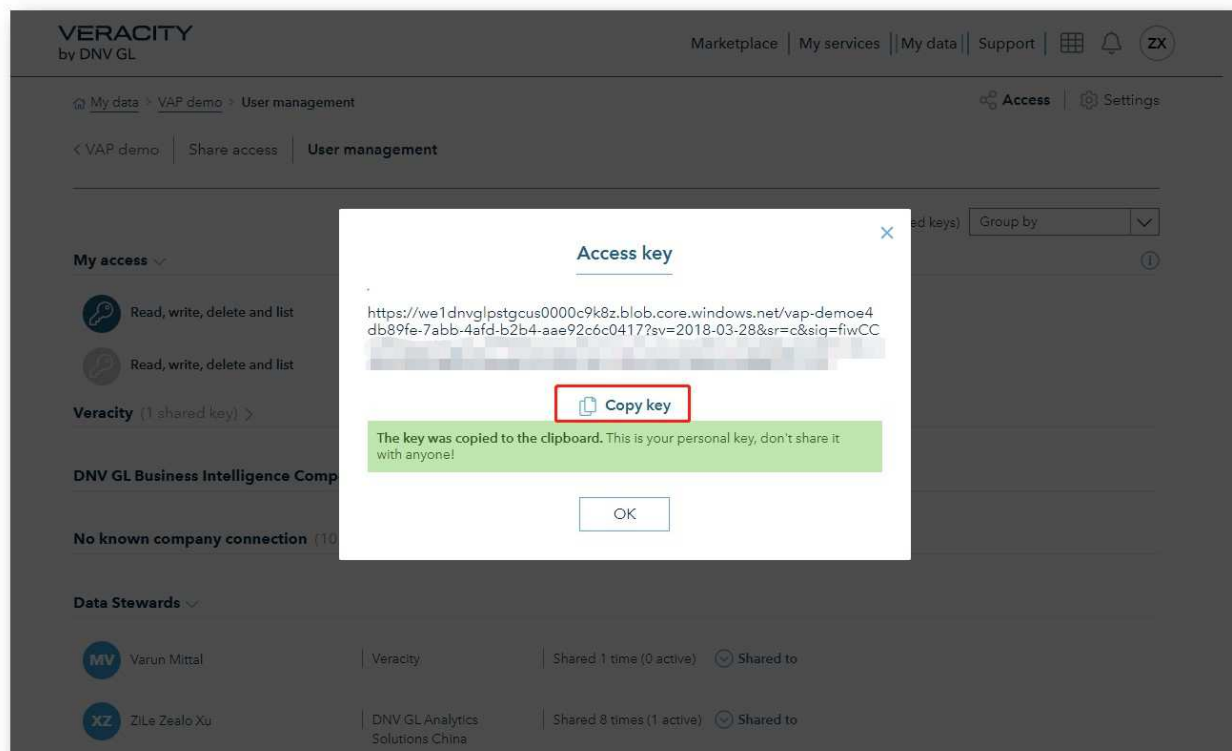 VERACITY
by DNV GL
Marketplace | My services | My data | Support | ZX
My data > VAP demo > User management
Access | Settings
< VAP demo | Share access | User management
ed keys) Group by
My access
Read, write, delete and list
Read, write, delete and list
Veracity (1 shared key) >
DNV GL Business Intelligence Comp
No known company connection (10
Data Stewards
MV Varun Mittal | Veracity | Shared 1 time (0 active) Shared to
XZ ZiLe Zealo Xu | DNV GL Analytics | Shared 8 times (1 active) Shared to
Solutions China
Access key
https://we1dnvglpstgcus0000c9k8z.blob.core.windows.net/vap-demoe4
db89fe-7abb-4afd-b2b4-aae92c6c0417?sv=2018-03-28&sr=c&sig=fiwCC
Copy key
The key was copied to the clipboard. This is your personal key, don't share it
with anyone!
OK